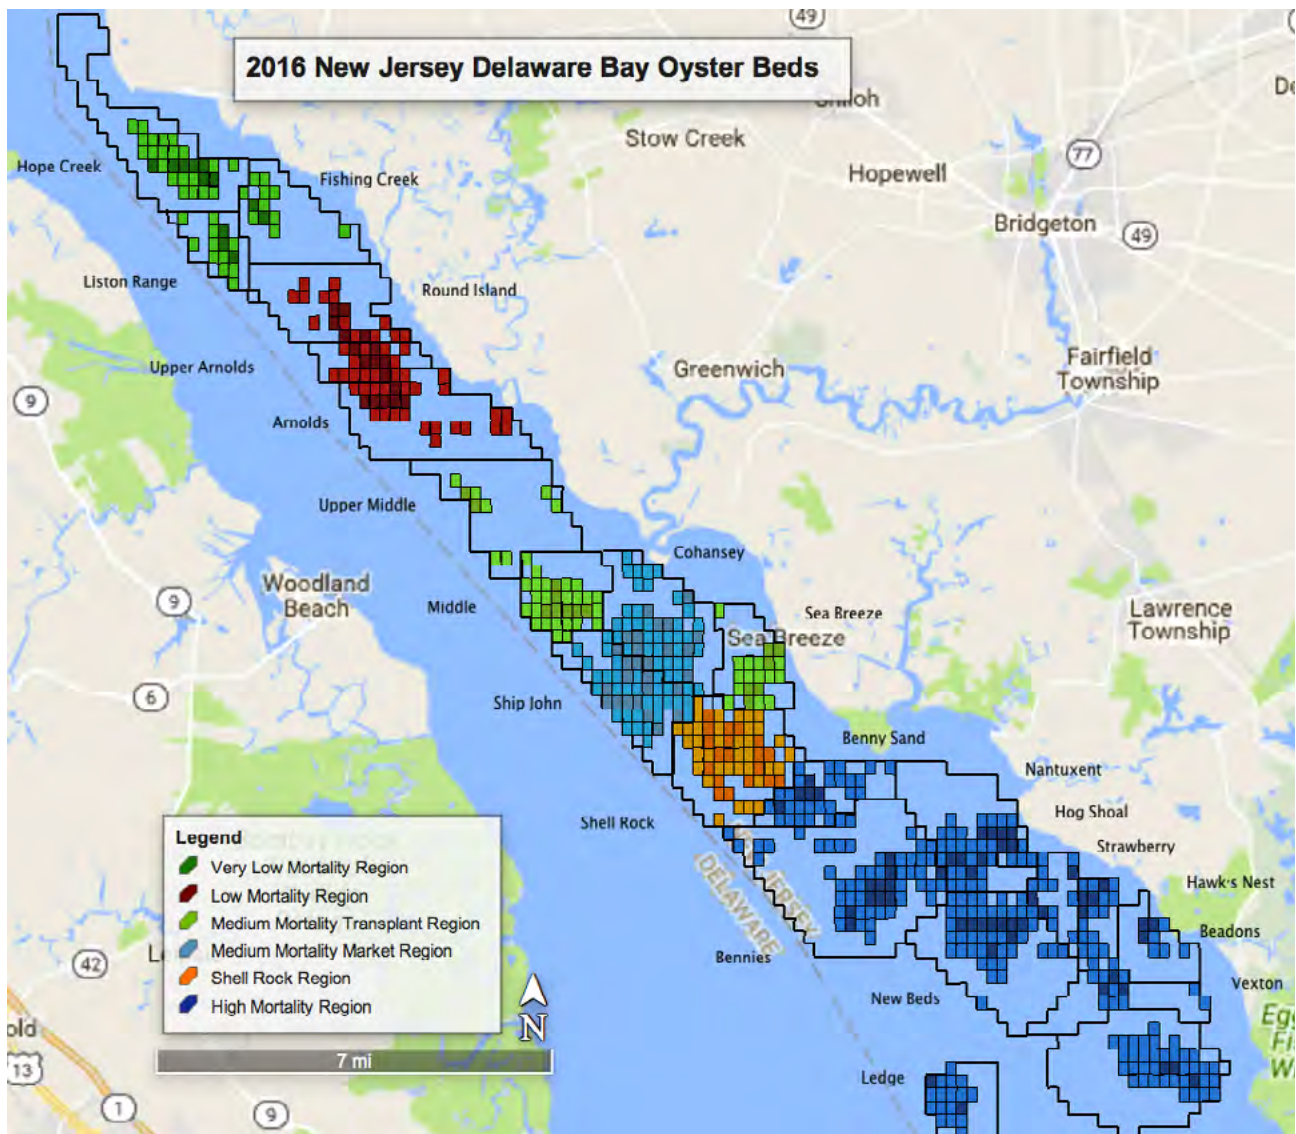 49
2016 New Jersey Delaware Bay Oyster Beds
Stow Creek
77
Hopewell
Hope Creek
Fishing Creek
Bridgeton
49
Liston Range
Round Island
Upper Arnolds
Greenwich
Fairfield
Township
9
Arnolds
Upper Middle
Cohansey
Woodland
Beach
9
Middle
Sea Breeze
Lawrence
Township
Sea Breeze
6
Ship John
Benny Sand
Nantuxent
Hog Shoal
Shell Rock
Strawberry
Legend
Very Low Mortality Region
Low Mortality Region
Medium Mortality Transplant Region
Medium Mortality Market Region
Shell Rock Region
High Mortality Region
NEW JERSEY
DELAWARE
Hawk's Nest
Beadons
Bennies
42
Vexton
New Beds
N
old
Egg
7 mi
13
Ledge
1
9